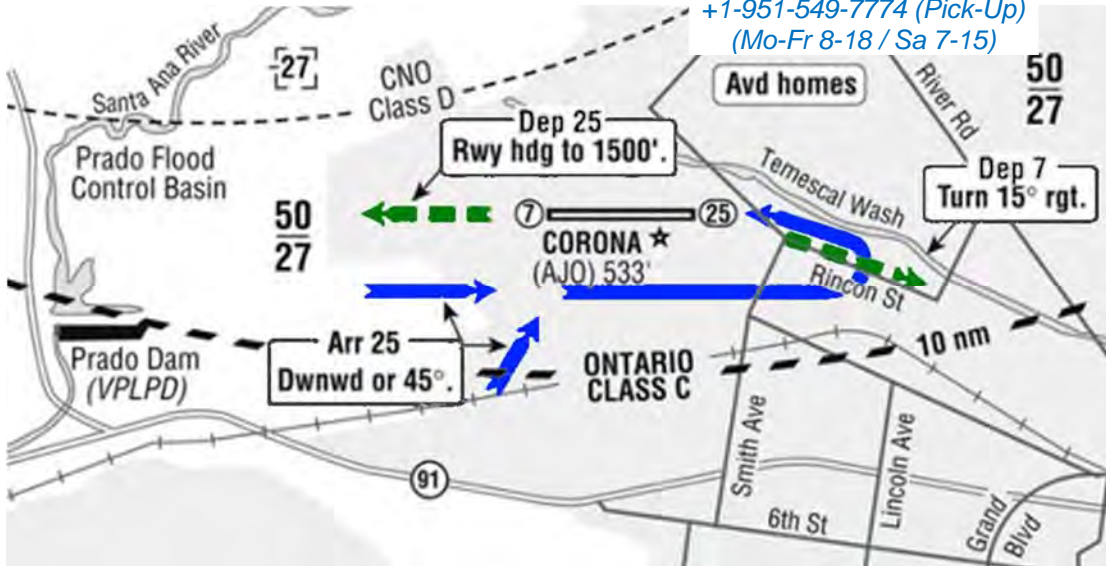 +1-951-549-7774 (Pick-Up)
(Mo-Fr 8-18 / Sa 7-15)
Santa Ana River
27
CNO
Class D
Avd homes
River Rd
50
27
Dep 25
Rwy hdg to 1500'.
Prado Flood
Control Basin
Temescal Wash
Dep 7
Turn 15° rgt.
50
27
7
25
CORONA
(AJO) 533'
Rincon St
Prado Dam
(VPLPD)
Arr 25
Dwnwd or 45°.
ONTARIO
CLASS C
10 nm
91
Smith Ave
Lincoln Ave
6th St
Grand
Blvd